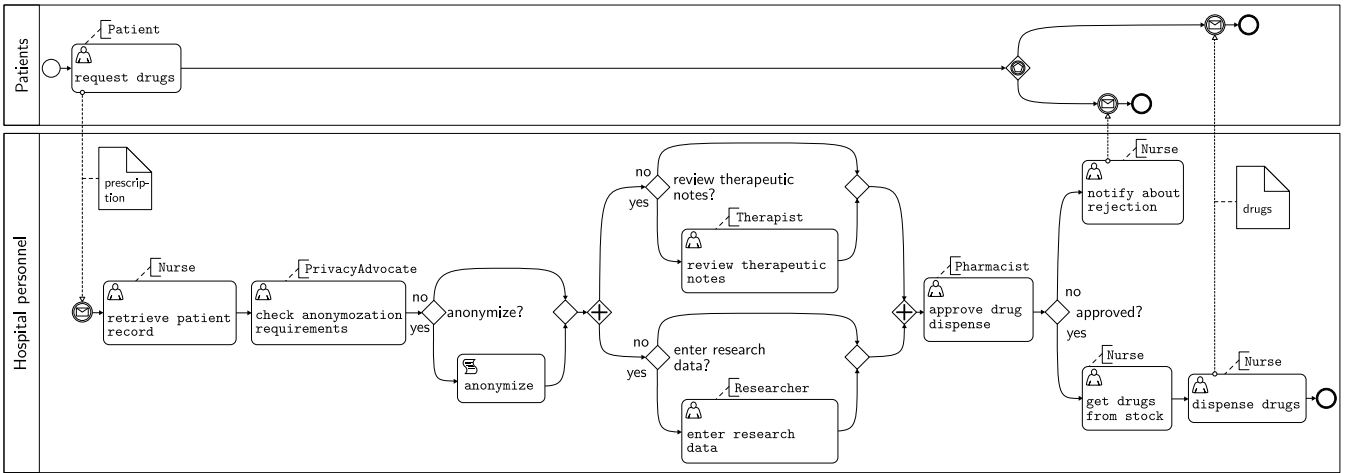 Patients
Patient
request drugs
Hospital personnel
prescrip-
tion
Nurse
retrieve patient
record
PrivacyAdvocate
check anonymozation
requirements
no
yes
anonymize?
anonymize
no
yes
review therapeutic
notes?
Therapist
review therapeutic
notes
no
yes
enter research
data?
Researcher
enter research
data
Pharmacist
approve drug
dispense
no
approved?
yes
Nurse
notify about
rejection
drugs
Nurse
get drugs
from stock
Nurse
dispense drugs